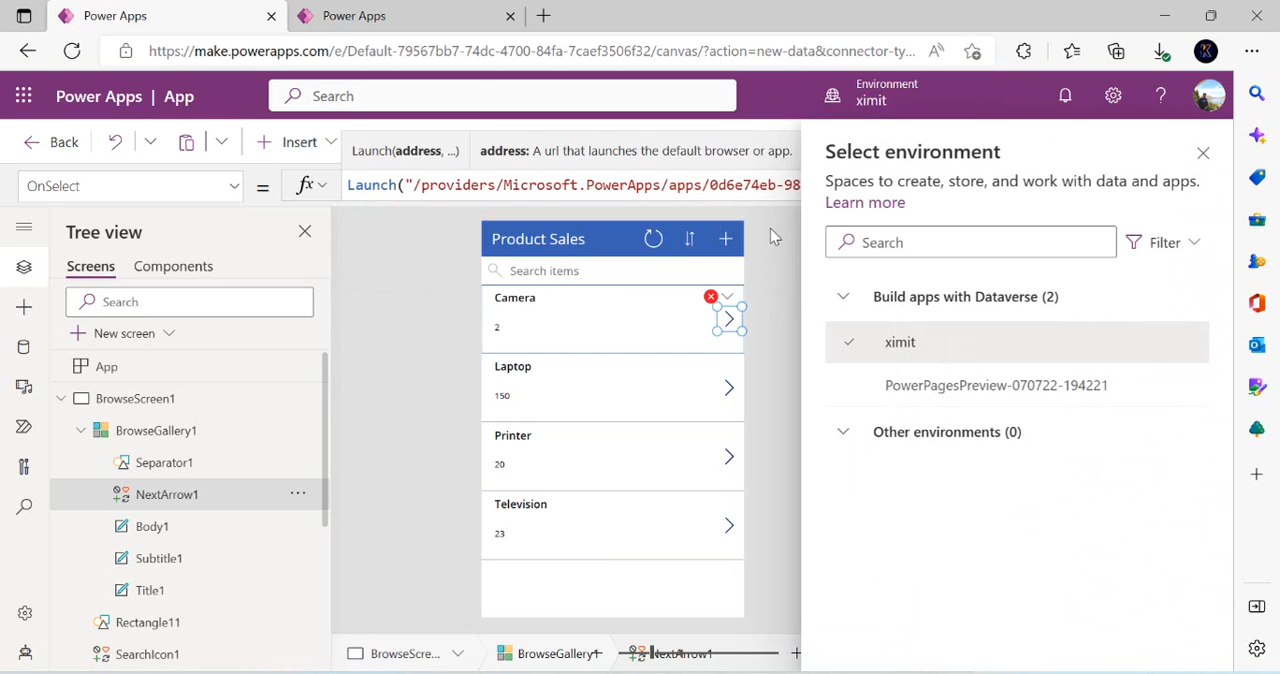 Power Apps
Power Apps
https://make.powerapps.com/e/Default-79567bb7-74dc-4700-84fa-7caef3506f32/canvas/?action=new-data&connector-ty...
Power Apps | App
Search
Environment
ximit
Back
Insert
Launch(address, ...)
address: A url that launches the default browser or app.
OnSelect
=
fx
Launch("/providers/Microsoft.PowerApps/apps/0d6e74eb-98
Tree view
Screens
Components
Search
New screen
App
BrowseScreen1
BrowseGallery1
Separator1
NextArrow1
Body1
Subtitle1
Title1
Rectangle11
SearchIcon1
Product Sales
Search items
Camera
2
Laptop
150
Printer
20
Television
23
BrowseScre...
BrowseGallery1
NextArrow1
Select environment
Spaces to create, store, and work with data and apps.
Learn more
Search
Filter
Build apps with Dataverse (2)
ximit
PowerPagesPreview-070722-194221
Other environments (0)